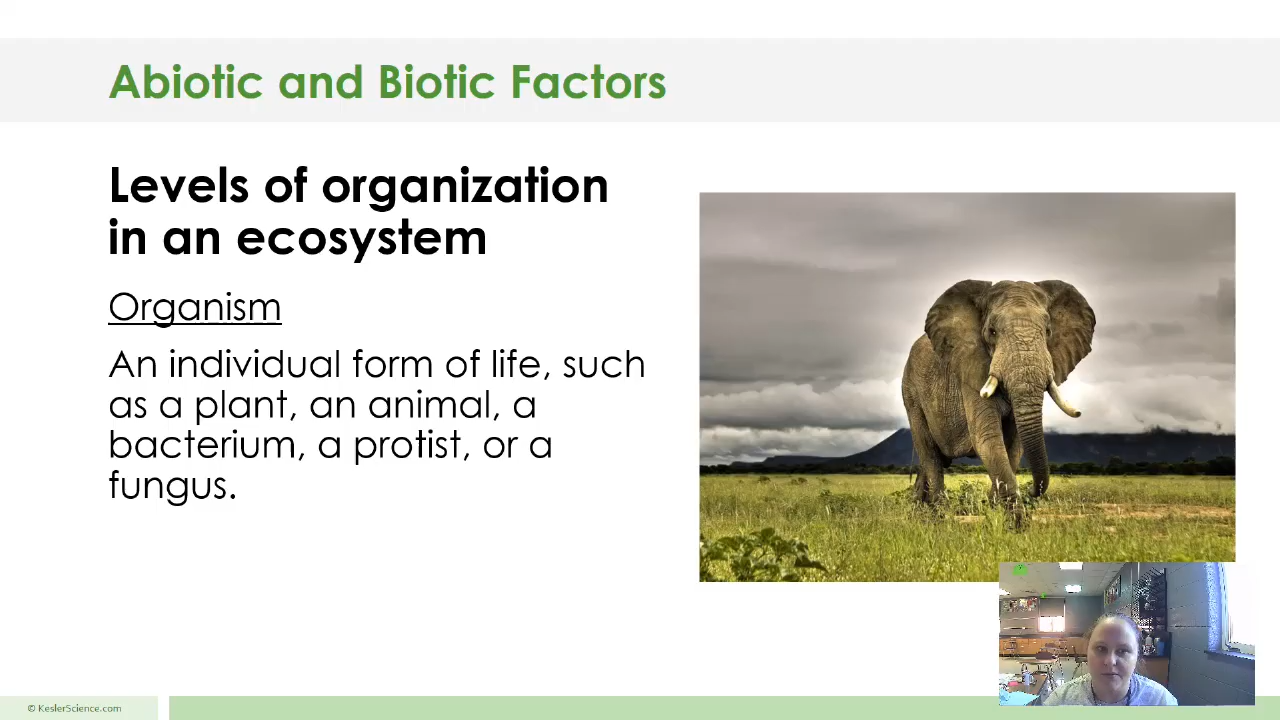 Abiotic and Biotic Factors
Levels of organization
in an ecosystem
Organism
An individual form of life, such
as a plant, an animal, a
bacterium, a protist, or a
fungus.
© KeslerScience.com